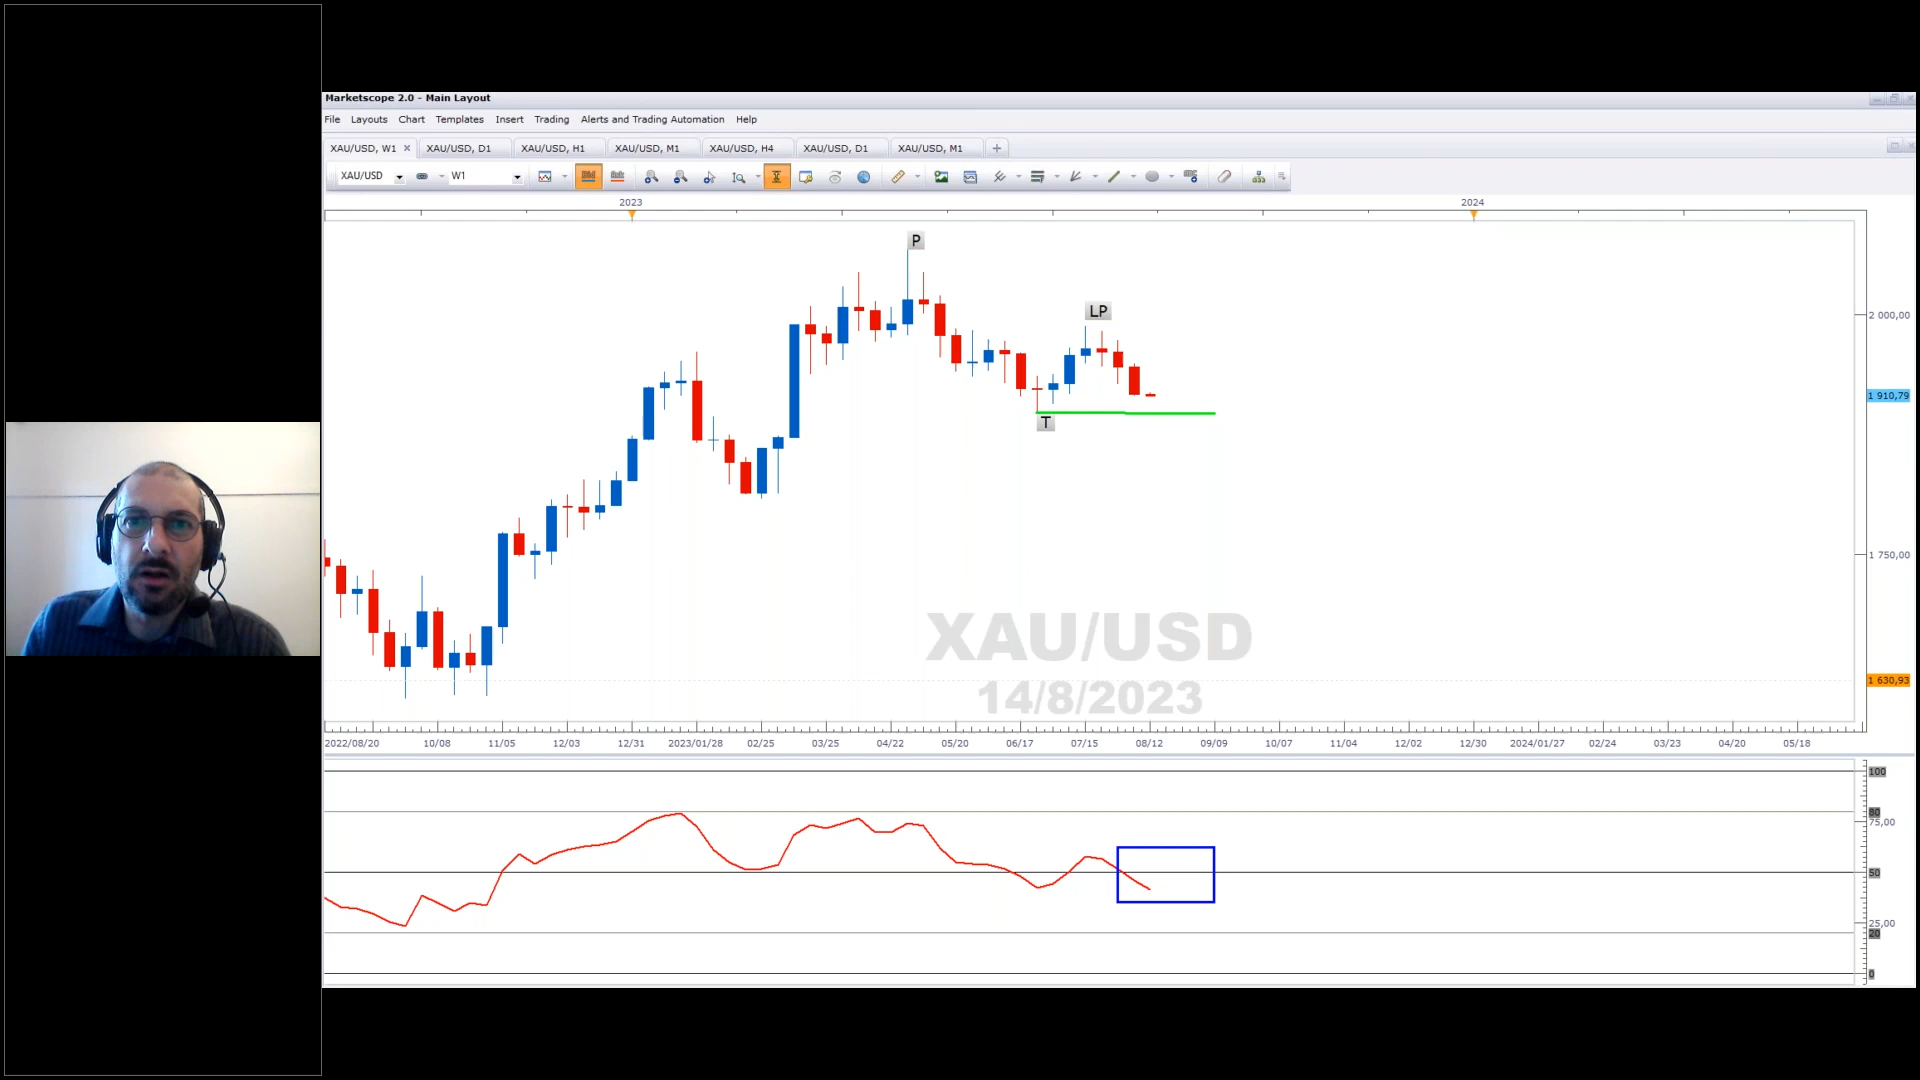 Marketscope 2.0 - Main Layout
File Layouts Chart Templates Insert Trading Alerts and Trading Automation Help
XAU/USD, W1 XAU/USD, D1 XAU/USD, H1 XAU/USD, M1 XAU/USD, H4 XAU/USD, D1 XAU/USD, M1
XAU/USD W1
2023 2024
P
LP
T
2 000,00
1 910,79
1 750,00
1 630,93
XAU/USD
14/8/2023
2022/08/20 10/08 11/05 12/03 12/31 2023/01/28 02/25 03/25 04/22 05/20 06/17 07/15 08/12 09/09 10/07 11/04 12/02 12/30 2024/01/27 02/24 03/23 04/20 05/18
100
80
75,00
50
25,00
20
0